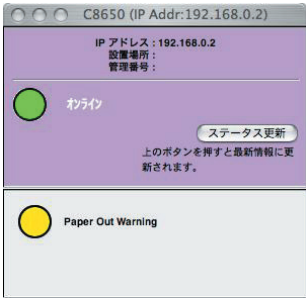 C8650 (IP Addr:192.168.0.2)
IP アドレス : 192.168.0.2
設置場所 :
管理番号 :
オンライン
ステータス更新
上のボタンを押すと最新情報に更
新されます。
Paper Out Warning